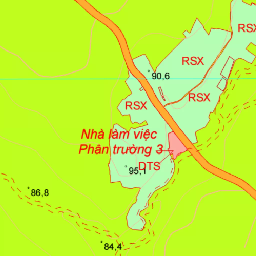 RSX
RSX
RSX
90,6
RSX
RSX
Nhà làm việc
Phân trường 3
DTS
95,1
86,8
84,4